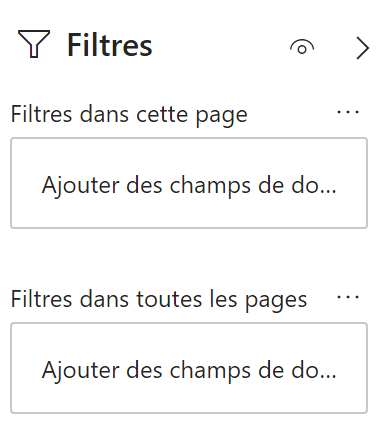 Filtres
Filtres dans cette page
Ajouter des champs de do...
Filtres dans toutes les pages
Ajouter des champs de do...